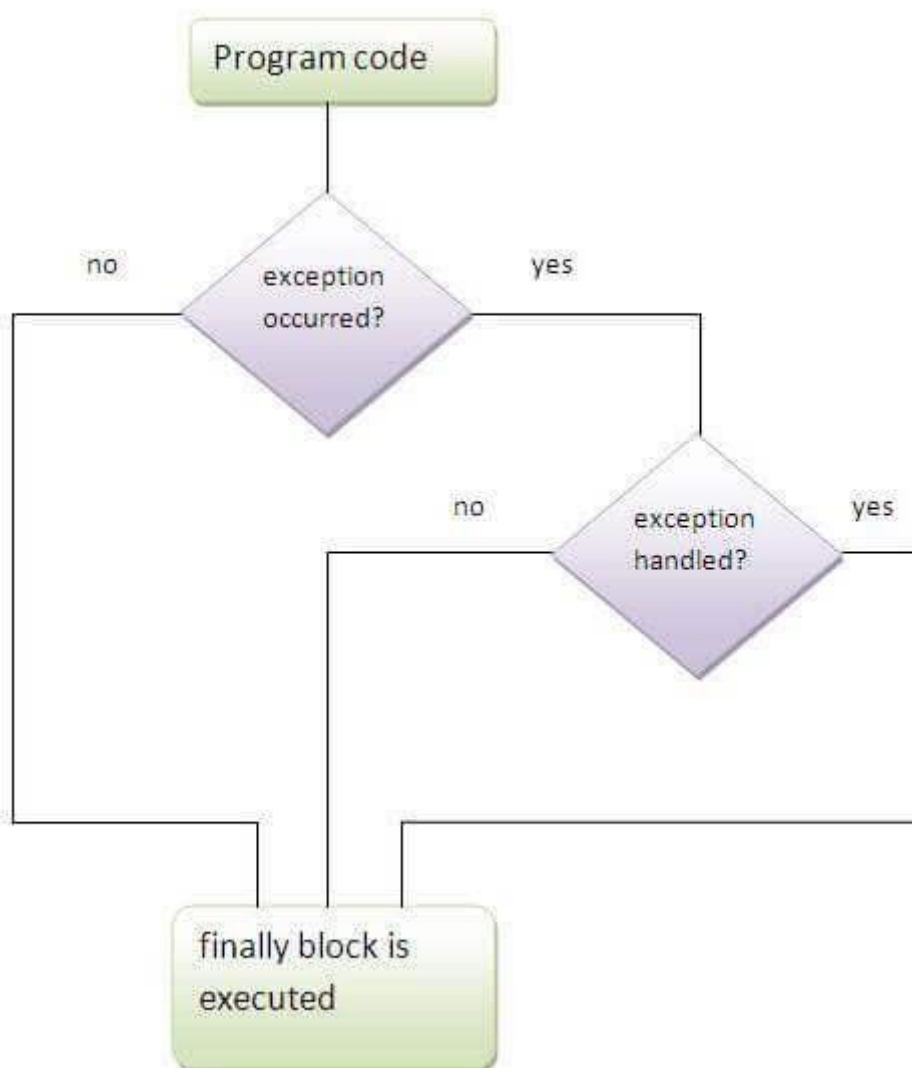 Program code
no
exception
occurred?
yes
no
exception
handled?
yes
finally block is
executed